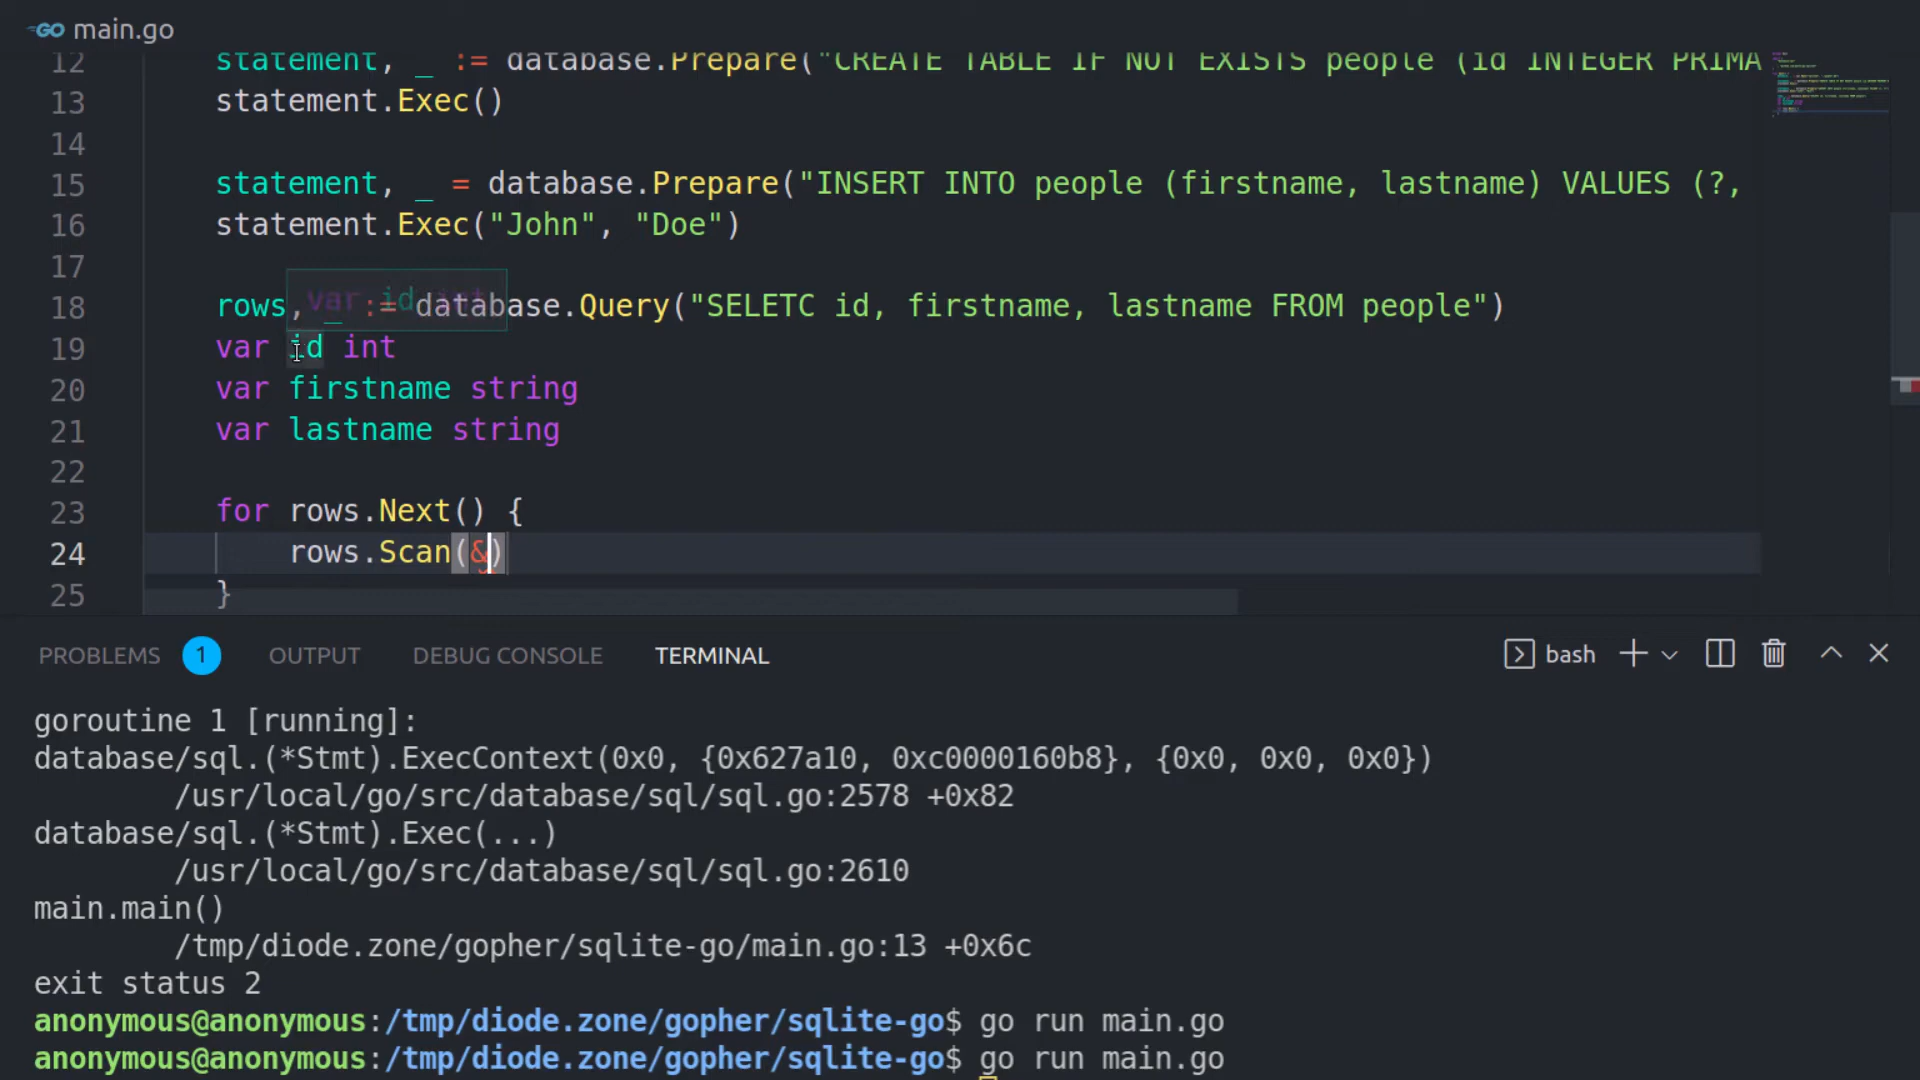 GO main.go
12 statement, _ := database.Prepare("CREATE TABLE IF NOT EXISTS people (id INTEGER PRIMA
13 statement.Exec()
14
15 statement, _ = database.Prepare("INSERT INTO people (firstname, lastname) VALUES (?,
16 statement.Exec("John", "Doe")
17
var id int
18 rows, _ := database.Query("SELETC id, firstname, lastname FROM people")
19 var id int
20 var firstname string
21 var lastname string
22
23 for rows.Next() {
24 rows.Scan(&)
25 }
PROBLEMS 1 OUTPUT DEBUG CONSOLE TERMINAL bash
goroutine 1 [running]:
database/sql.(*Stmt).ExecContext(0x0, {0x627a10, 0xc0000160b8}, {0x0, 0x0, 0x0})
/usr/local/go/src/database/sql/sql.go:2578 +0x82
database/sql.(*Stmt).Exec(...)
/usr/local/go/src/database/sql/sql.go:2610
main.main()
/tmp/diode.zone/gopher/sqlite-go/main.go:13 +0x6c
exit status 2
anonymous@anonymous:/tmp/diode.zone/gopher/sqlite-go$ go run main.go
anonymous@anonymous:/tmp/diode.zone/gopher/sqlite-go$ go run main.go